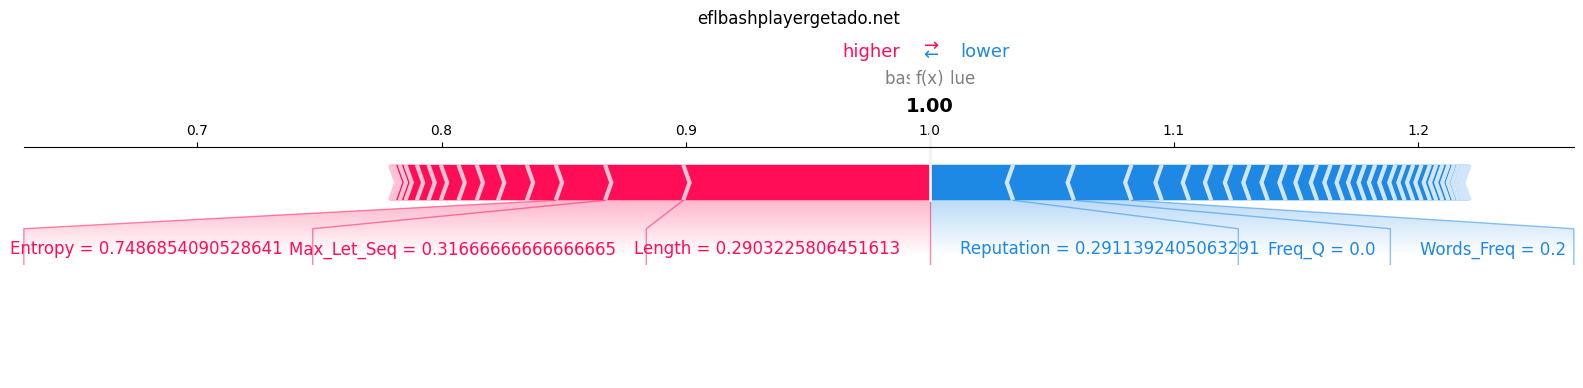 eflbashplayergetado.net
higher ⇄ lower
f(x)
1.00
0.7 0.8 0.9 1.0 1.1 1.2
Entropy = 0.7486854090528641 Max_Let_Seq = 0.31666666666666665 Length = 0.2903225806451613 Reputation = 0.2911392405063291 Freq_Q = 0.0 Words_Freq = 0.2